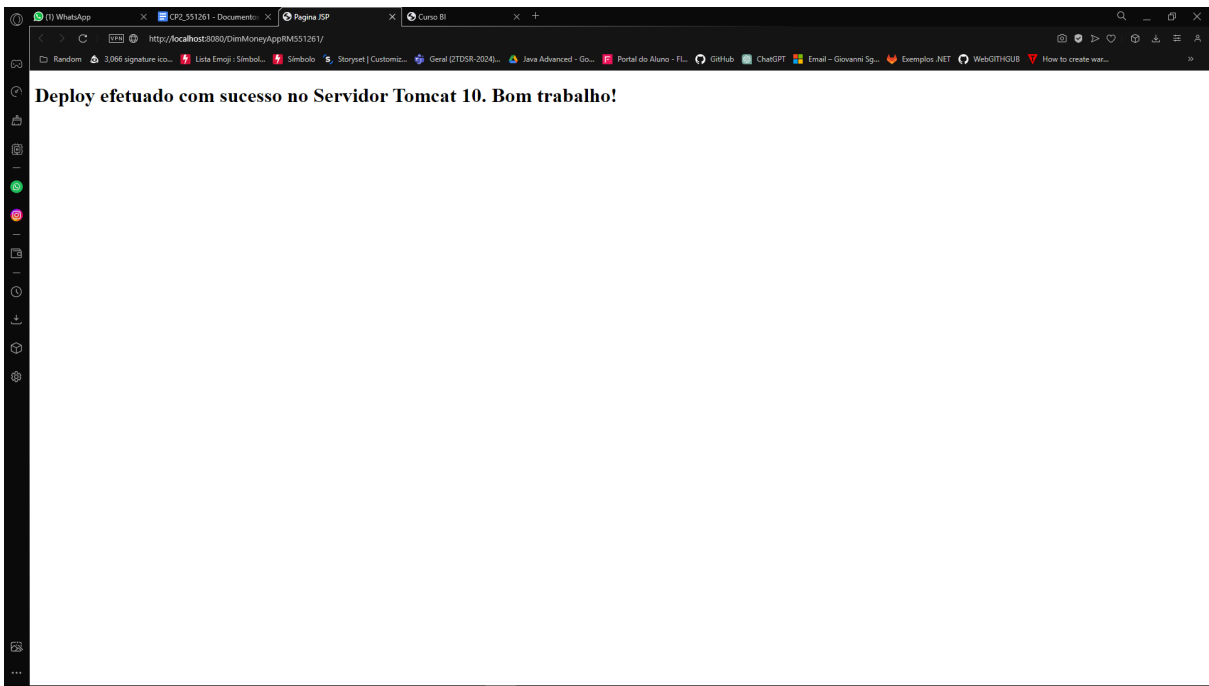 (1) WhatsApp
CP2_551261 - Documento:
Pagina JSP
Curso BI
VPN http://localhost:8080/DimMoneyAppRM551261/
Random 3,066 signature ico... Lista Emoji : Símbol... Símbolo Storyset | Customiz... Geral (2TDSR-2024)... Java Advanced - Go... Portal do Aluno - FI... GitHub ChatGPT Email – Giovanni Sg... Exemplos .NET WebGITHGUB How to create war... »
Deploy efetuado com sucesso no Servidor Tomcat 10. Bom trabalho!